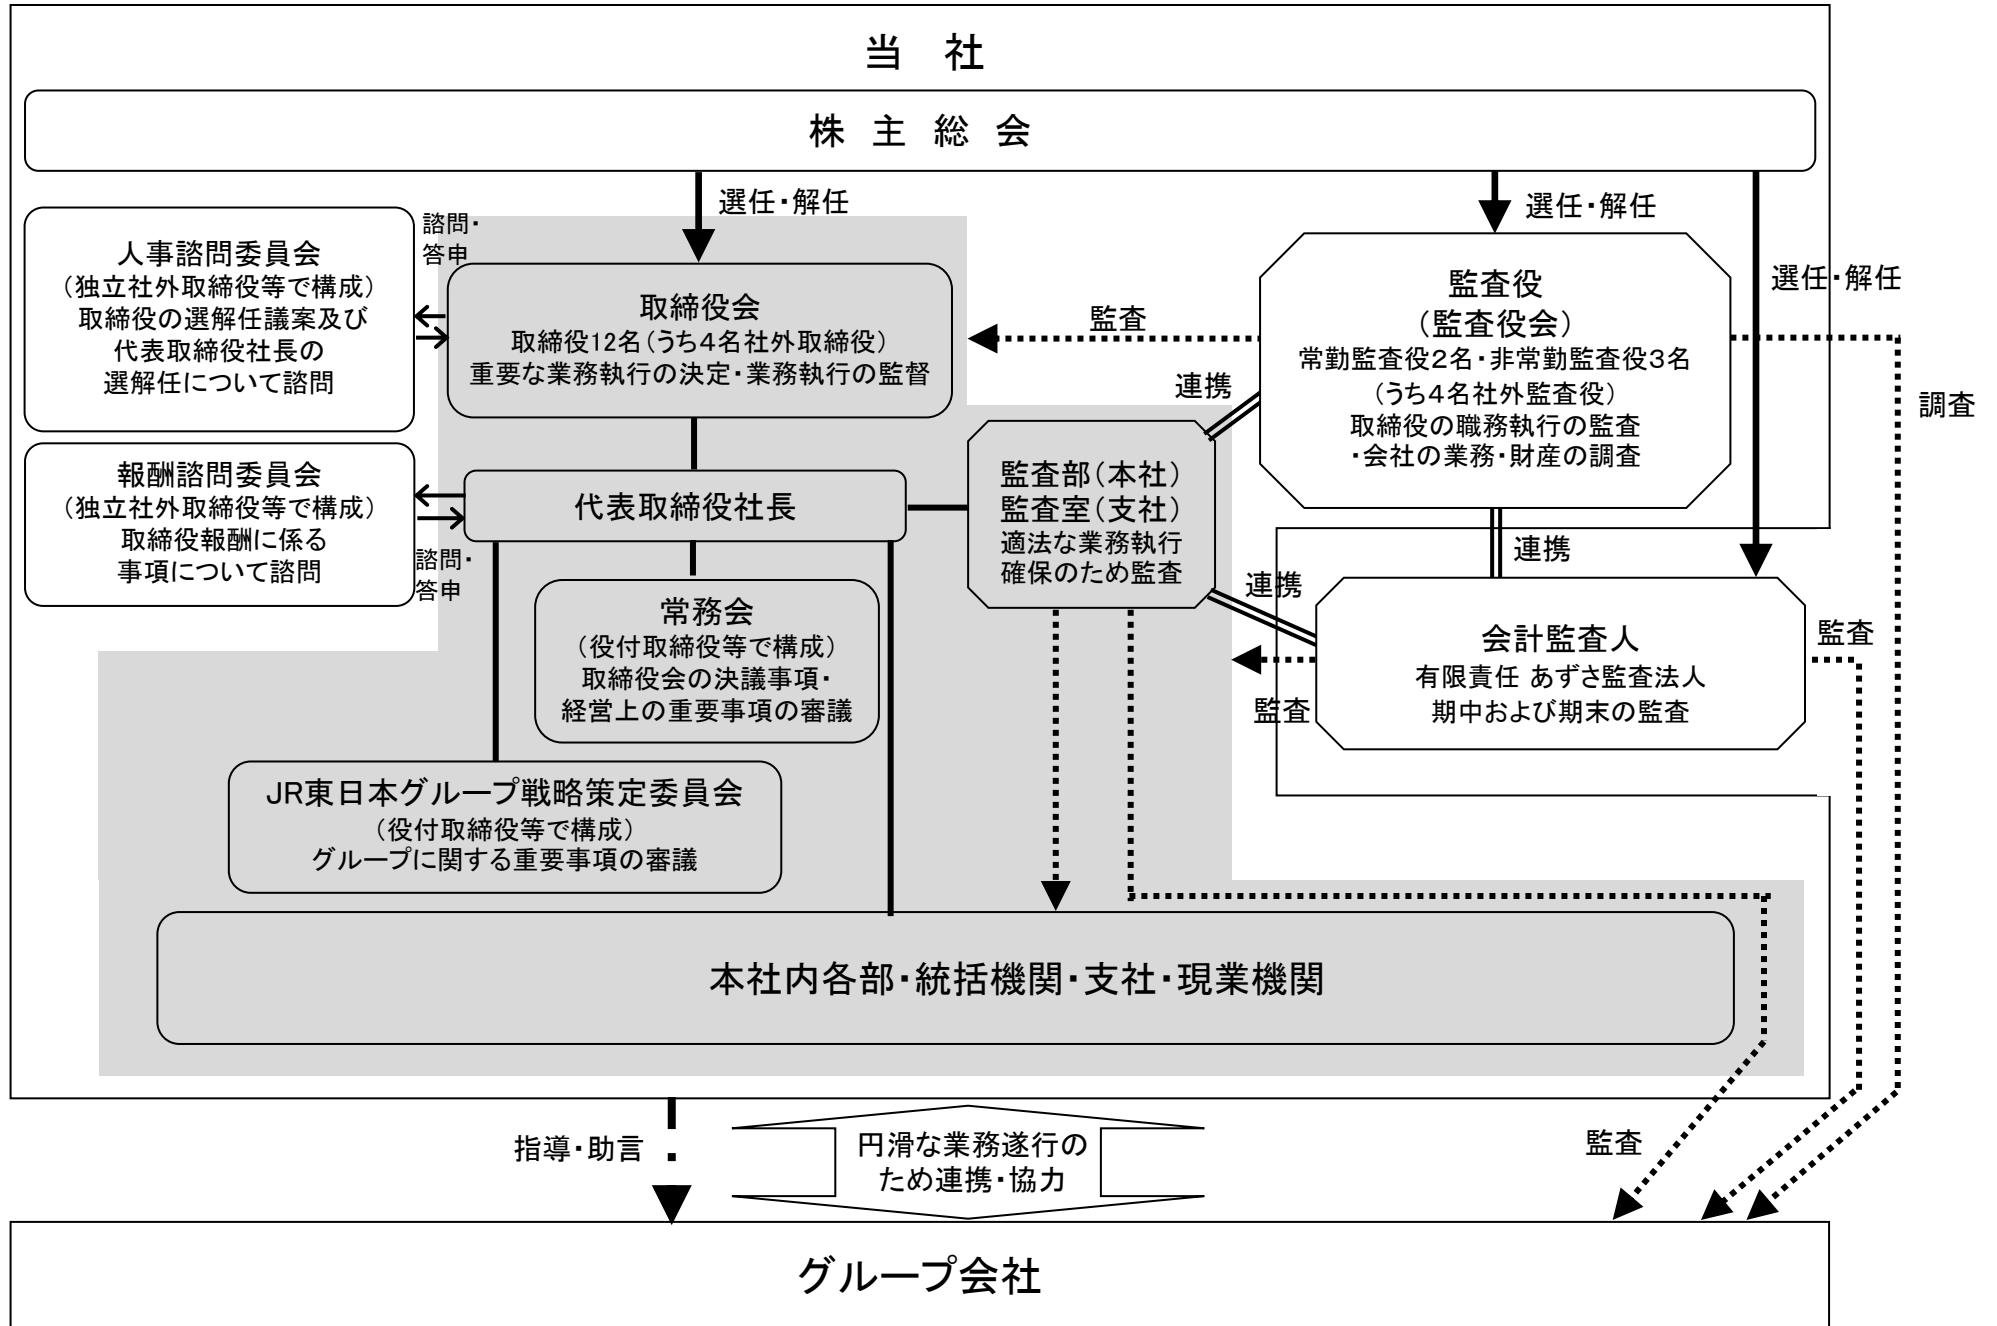 当　社
株　主　総　会
選任・解任
選任・解任
選任・解任
諮問・
答申
人事諮問委員会
（独立社外取締役等で構成）
取締役の選解任議案及び
代表取締役社長の
選解任について諮問
取締役会
取締役12名（うち４名社外取締役）
重要な業務執行の決定・業務執行の監督
監査
監査役
（監査役会）
常勤監査役２名・非常勤監査役３名
（うち４名社外監査役）
取締役の職務執行の監査
・会社の業務・財産の調査
調査
連携
報酬諮問委員会
（独立社外取締役等で構成）
取締役報酬に係る
事項について諮問
諮問・
答申
代表取締役社長
監査部（本社）
監査室（支社）
適法な業務執行
確保のため監査
連携
連携
常務会
（役付取締役等で構成）
取締役会の決議事項・
経営上の重要事項の審議
会計監査人
有限責任 あずさ監査法人
期中および期末の監査
監査
監査
JR東日本グループ戦略策定委員会
（役付取締役等で構成）
グループに関する重要事項の審議
本社内各部・統括機関・支社・現業機関
指導・助言
円滑な業務遂行の
ため連携・協力
監査
グループ会社